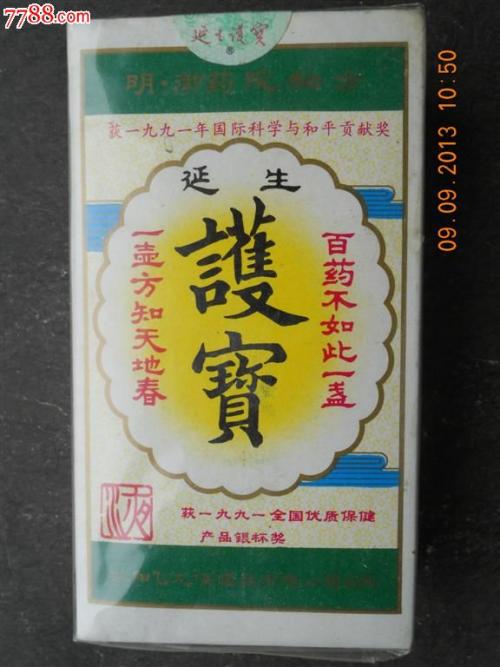 7788.com
延生護寶
®
明·御药院秘方
获一九九一年国际科学与和平贡献奖
延生
護寶
百药不如此一盏
一壶方知天地春
液
获一九九一全国优质保健
产品银杯奖
09.09.2013 10:50